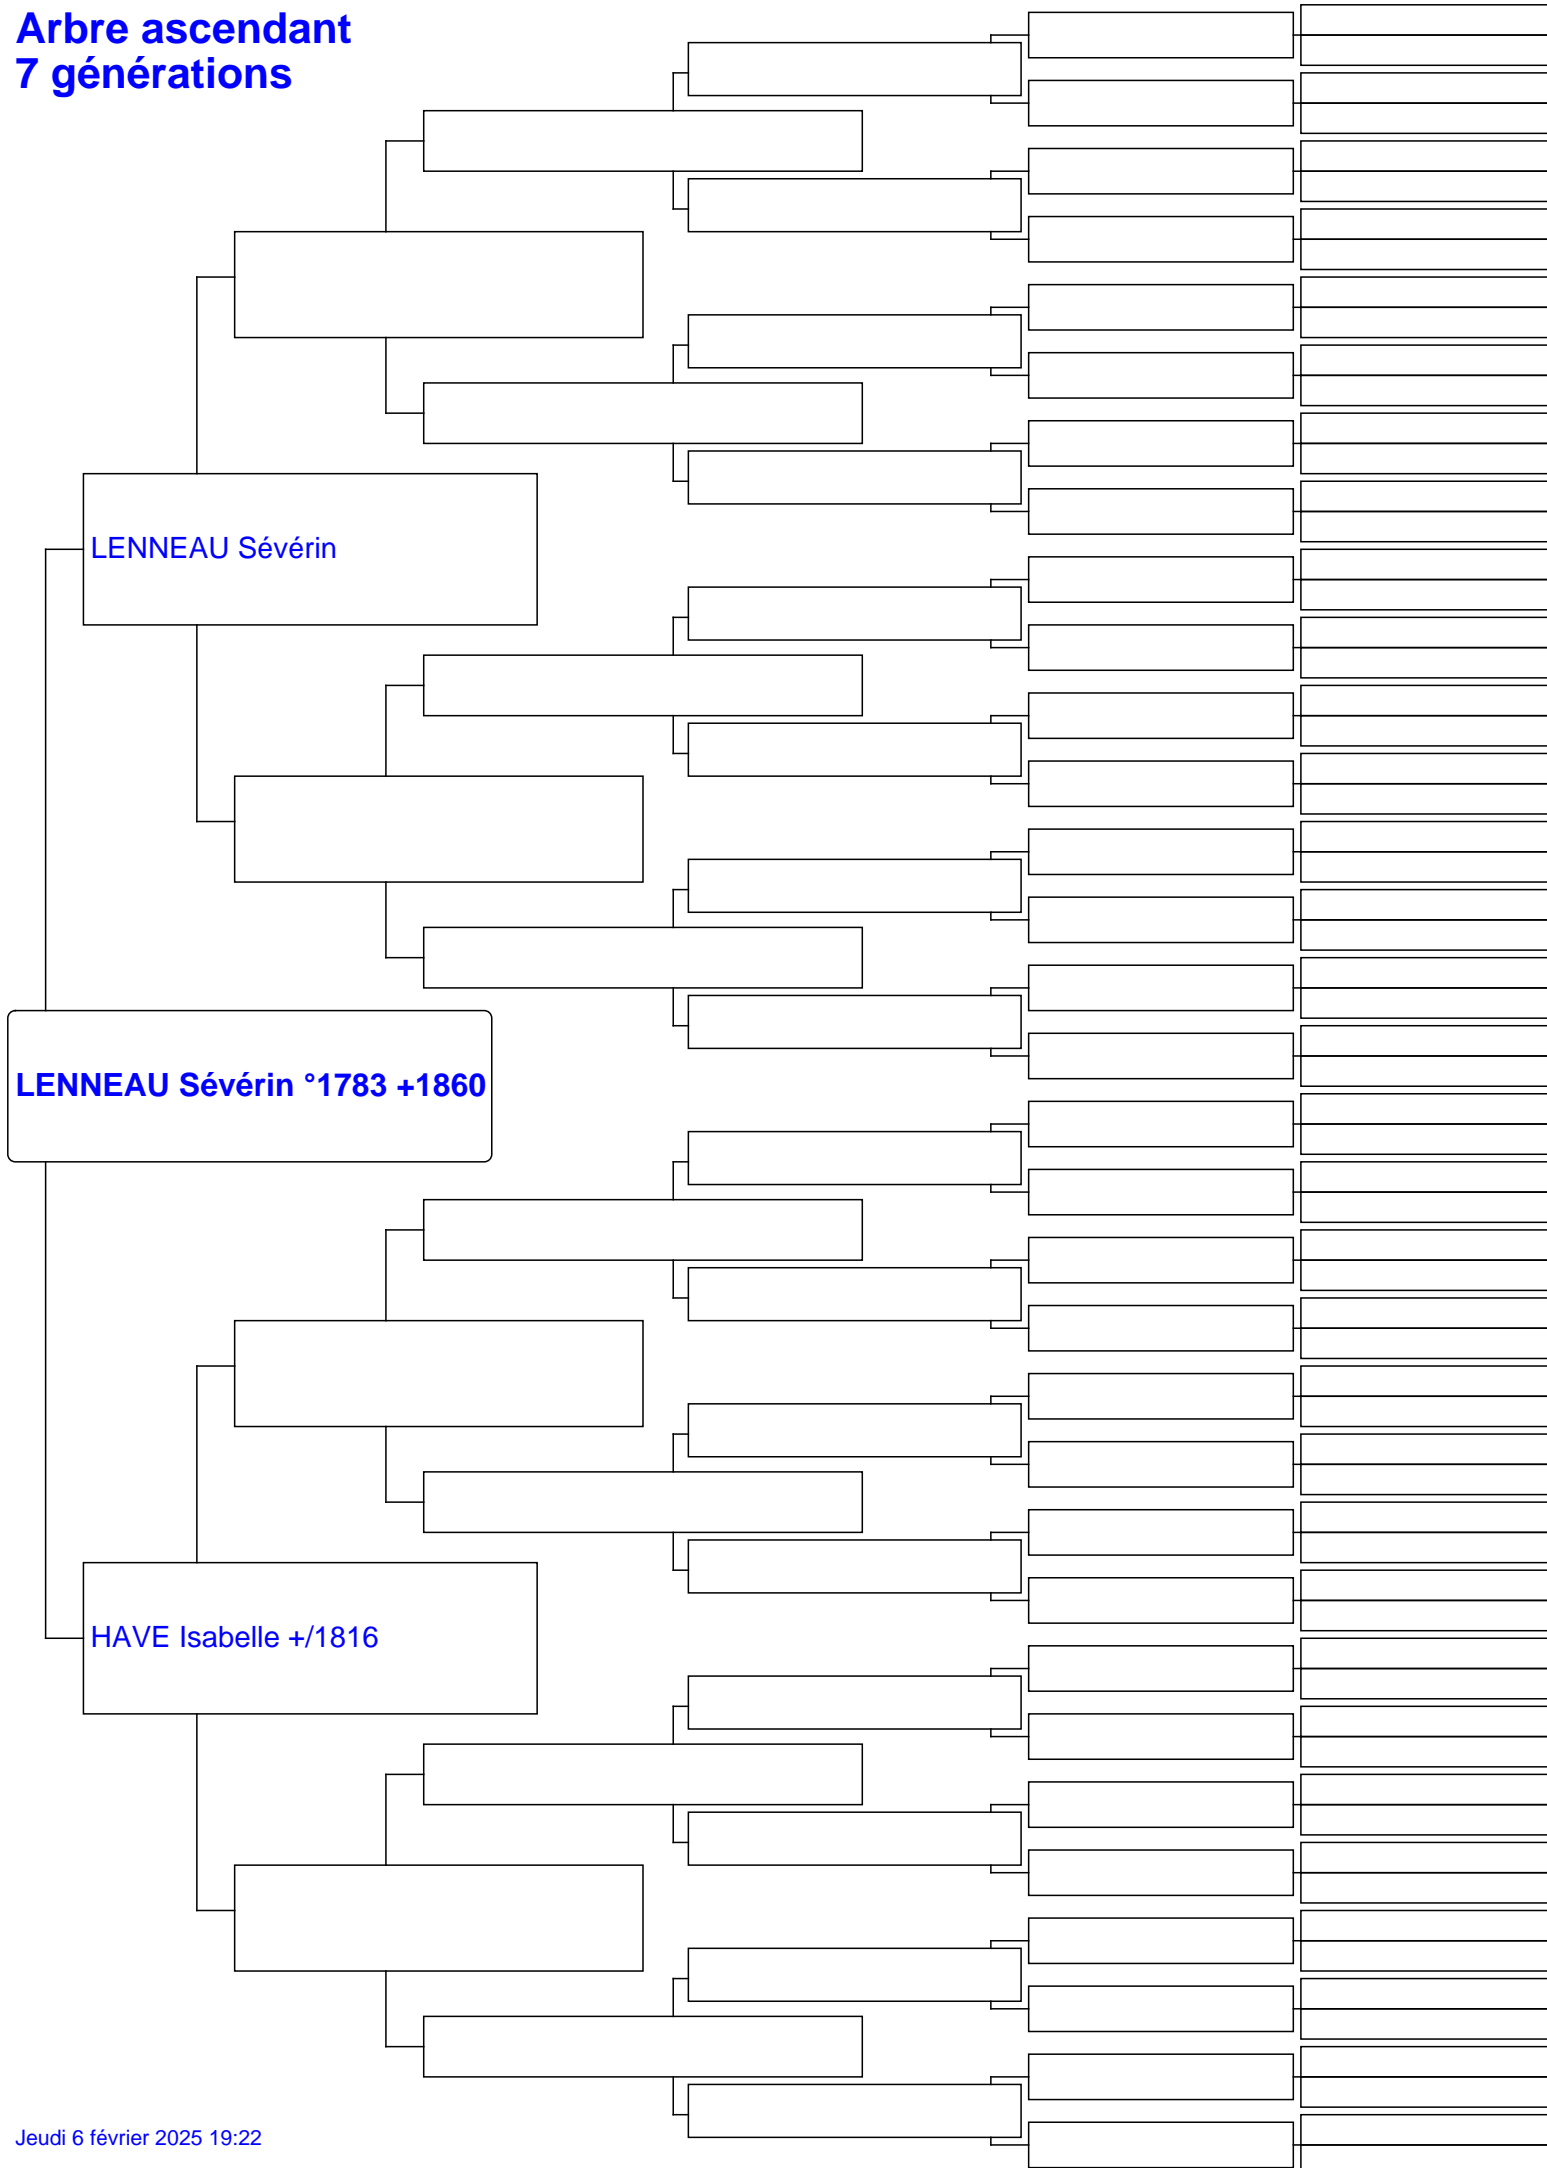 Arbre ascendant
7 générations
LENNEAU Sévérin
LENNEAU Sévérin °1783 +1860
HAVE Isabelle +/1816
Jeudi 6 février 2025 19:22